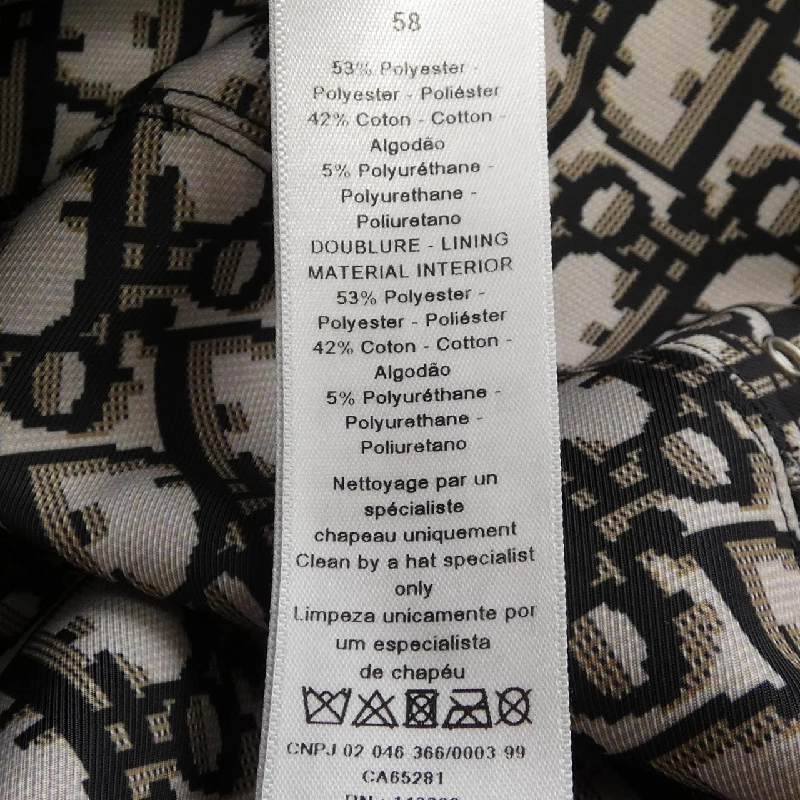 58
53% Polyester -
Polyester - Poliéster
42% Coton - Cotton -
Algodão
5% Polyuréthane -
Polyurethane -
Poliuretano
DOUBLURE - LINING
MATERIAL INTERIOR
53% Polyester -
Polyester - Poliéster
42% Coton - Cotton -
Algodão
5% Polyuréthane -
Polyurethane -
Poliuretano
Nettoyage par un
spécialiste
chapeau uniquement
Clean by a hat specialist
only
Limpeza unicamente por
um especialista
de chapéu
CNPJ 02 046 366/0003 99
CA65281